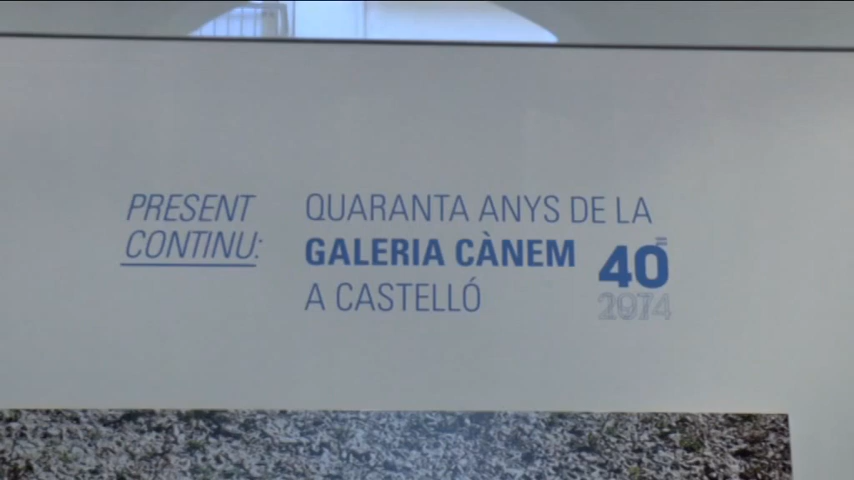 PRESENT
CONTINU:
QUARANTA ANYS DE LA
GALERIA CÀNEM
A CASTELLÓ
40